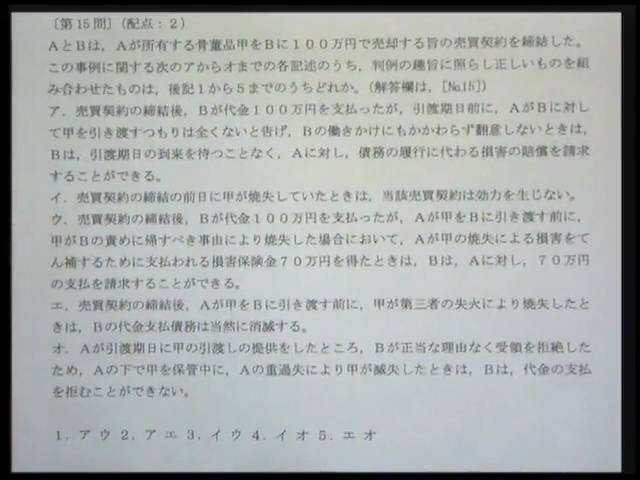 〔第15問〕（配点：２）
ＡとＢは，Ａが所有する骨董品甲をＢに１００万円で売却する旨の売買契約を締結した。
この事例に関する次のアからオまでの各記述のうち，判例の趣旨に照らし正しいものを組
み合わせたものは，後記１から５までのうちどれか。（解答欄は，[No.15]）
ア．売買契約の締結後，Ｂが代金１００万円を支払ったが，引渡期日前に，ＡがＢに対し
て甲を引き渡すつもりは全くないと告げ，Ｂの働きかけにもかかわらず翻意しないときは，
Ｂは，引渡期日の到来を待つことなく，Ａに対し，債務の履行に代わる損害の賠償を請求
することができる。
イ．売買契約の締結の前日に甲が焼失していたときは，当該売買契約は効力を生じない。
ウ．売買契約の締結後，Ｂが代金１００万円を支払ったが，Ａが甲をＢに引き渡す前に，
甲がＢの責めに帰すべき事由により焼失した場合において，Ａが甲の焼失による損害をて
ん補するために支払われる損害保険金７０万円を得たときは，Ｂは，Ａに対し，７０万円
の支払を請求することができる。
エ．売買契約の締結後，Ａが甲をＢに引き渡す前に，甲が第三者の失火により焼失したと
きは，Ｂの代金支払債務は当然に消滅する。
オ．Ａが引渡期日に甲の引渡しの提供をしたところ，Ｂが正当な理由なく受領を拒絶した
ため，Ａの下で甲を保管中に，Ａの重過失により甲が滅失したときは，Ｂは，代金の支払
を拒むことができない。
１．ア ウ ２．ア エ ３．イ ウ ４．イ オ ５．エ オ